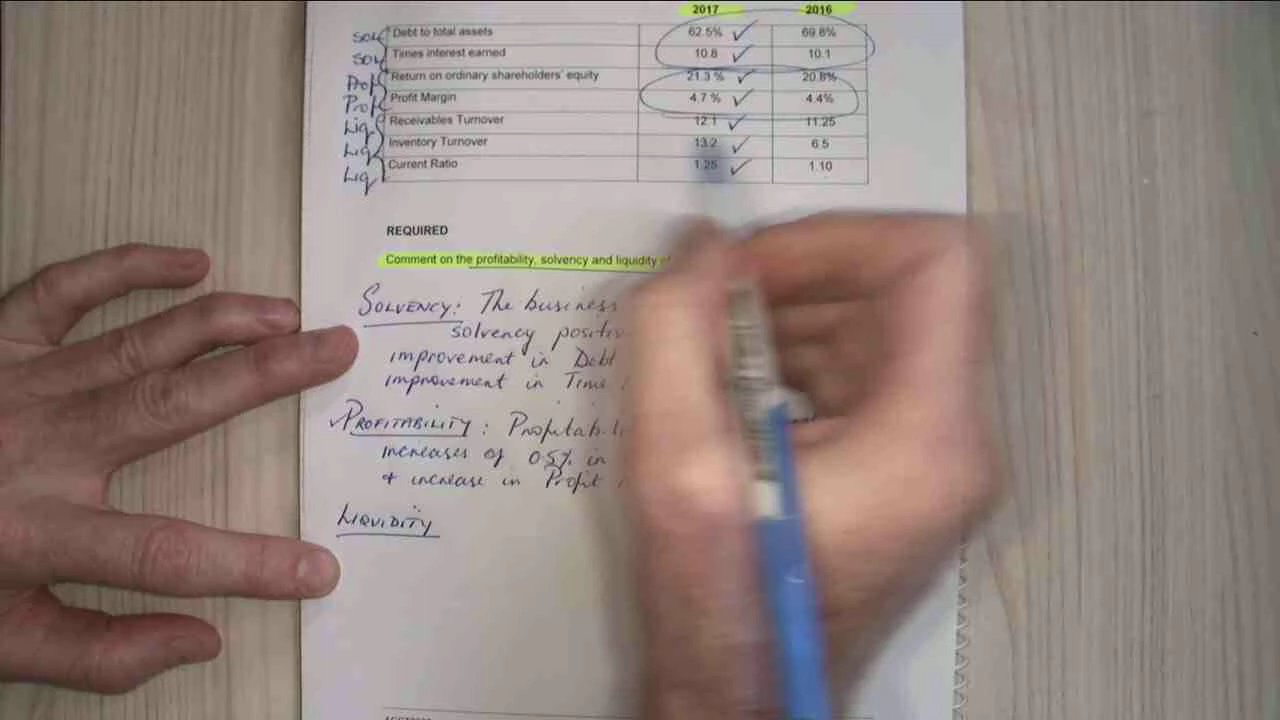 2017 2016
Solv Debt to total assets 62.5% ✓ 69.8%
Solv Times interest earned 10.8 ✓ 10.1
Prof Return on ordinary shareholders' equity 21.3 % ✓ 20.8%
Prof Profit Margin 4.7 % ✓ 4.4%
Liq Receivables Turnover 12.1 ✓ 11.25
Liq Inventory Turnover 13.2 ✓ 6.5
Liq Current Ratio 1.25 ✓ 1.10
REQUIRED
Comment on the profitability, solvency and liquidity
SOLVENCY: The business
solvency
improvement in Debt
improvement in Time
PROFITABILITY:
increases of 0.5% in
+ increase in Profit
LIQUIDITY